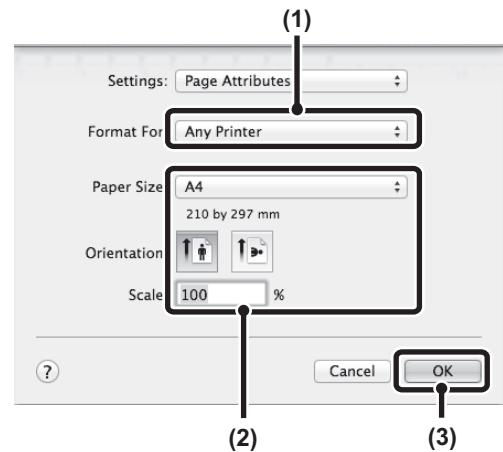 (1)
Settings: Page Attributes
Format For Any Printer
Paper Size A4
210 by 297 mm
Orientation
Scale 100 %
? Cancel OK
(2) (3)